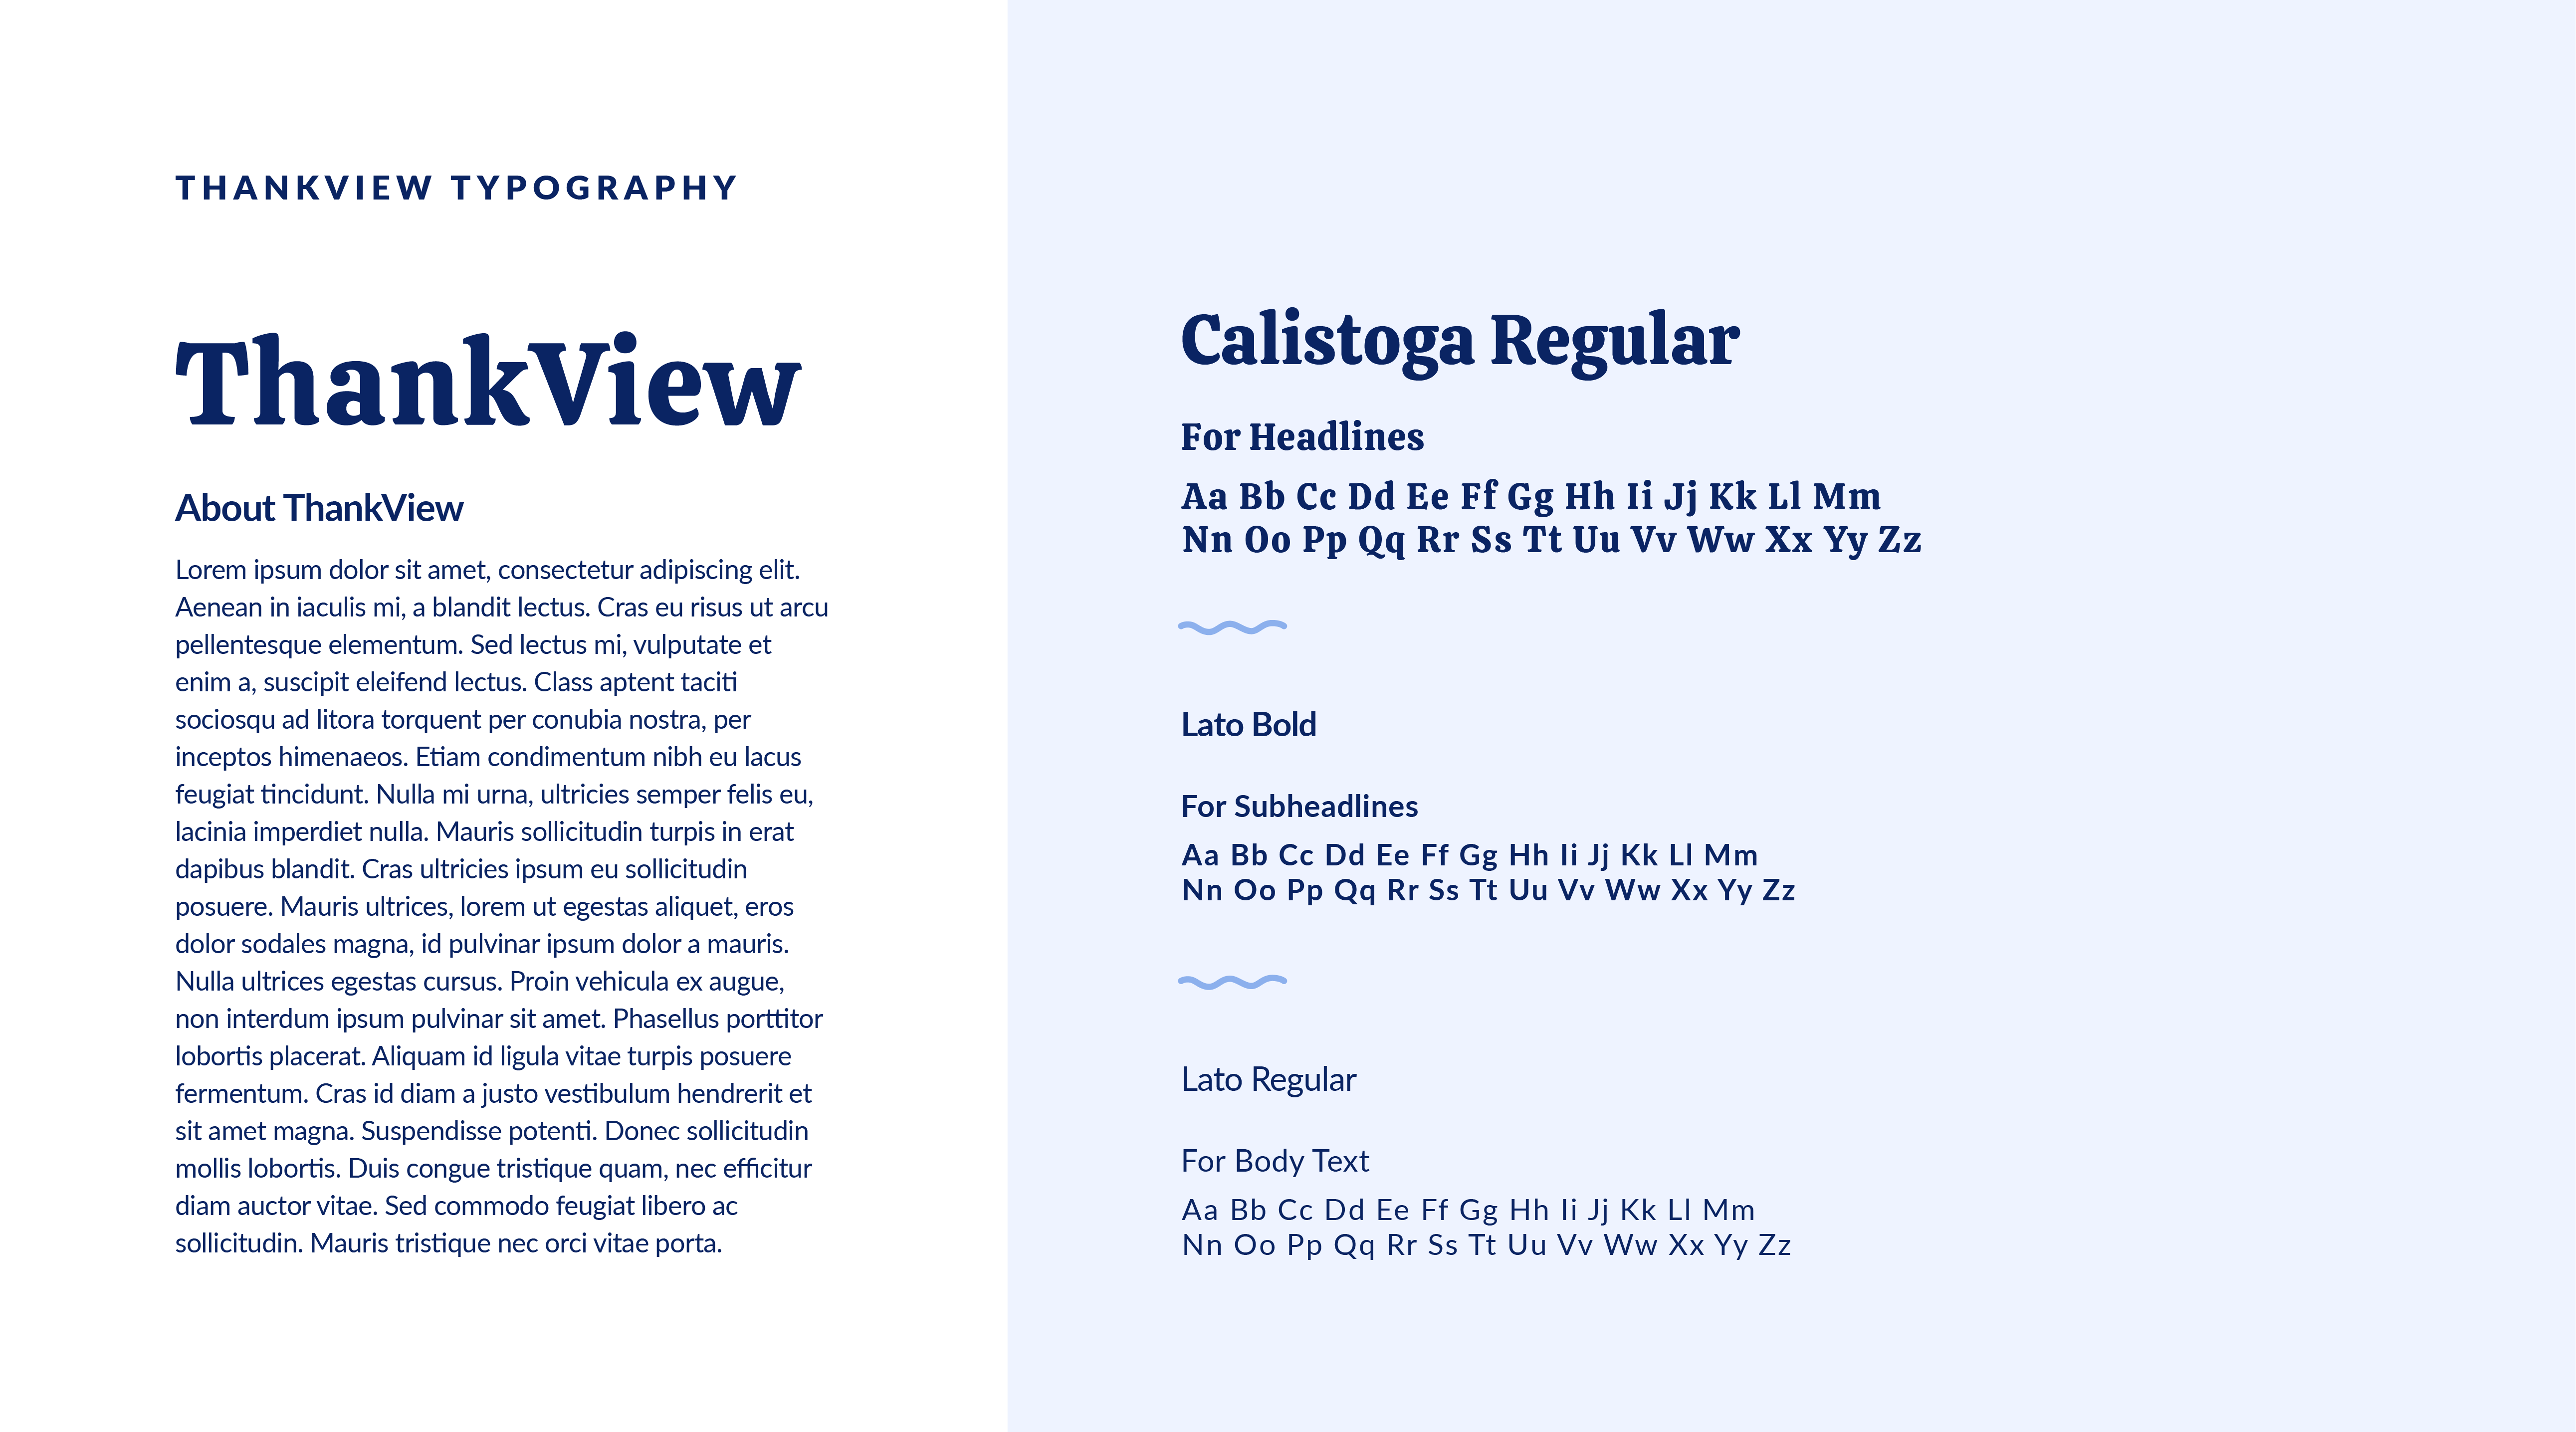 THANKVIEW TYPOGRAPHY
ThankView
About ThankView
Lorem ipsum dolor sit amet, consectetur adipiscing elit.
Aenean in iaculis mi, a blandit lectus. Cras eu risus ut arcu
pellentesque elementum. Sed lectus mi, vulputate et
enim a, suscipit eleifend lectus. Class aptent taciti
sociosqu ad litora torquent per conubia nostra, per
inceptos himenaeos. Etiam condimentum nibh eu lacus
feugiat tincidunt. Nulla mi urna, ultricies semper felis eu,
lacinia imperdiet nulla. Mauris sollicitudin turpis in erat
dapibus blandit. Cras ultricies ipsum eu sollicitudin
posuere. Mauris ultrices, lorem ut egestas aliquet, eros
dolor sodales magna, id pulvinar ipsum dolor a mauris.
Nulla ultrices egestas cursus. Proin vehicula ex augue,
non interdum ipsum pulvinar sit amet. Phasellus porttitor
lobortis placerat. Aliquam id ligula vitae turpis posuere
fermentum. Cras id diam a justo vestibulum hendrerit et
sit amet magna. Suspendisse potenti. Donec sollicitudin
mollis lobortis. Duis congue tristique quam, nec efficitur
diam auctor vitae. Sed commodo feugiat libero ac
sollicitudin. Mauris tristique nec orci vitae porta.
Calistoga Regular
For Headlines
Aa Bb Cc Dd Ee Ff Gg Hh Ii Jj Kk Ll Mm
Nn Oo Pp Qq Rr Ss Tt Uu Vv Ww Xx Yy Zz
Lato Bold
For Subheadlines
Aa Bb Cc Dd Ee Ff Gg Hh Ii Jj Kk Ll Mm
Nn Oo Pp Qq Rr Ss Tt Uu Vv Ww Xx Yy Zz
Lato Regular
For Body Text
Aa Bb Cc Dd Ee Ff Gg Hh Ii Jj Kk Ll Mm
Nn Oo Pp Qq Rr Ss Tt Uu Vv Ww Xx Yy Zz